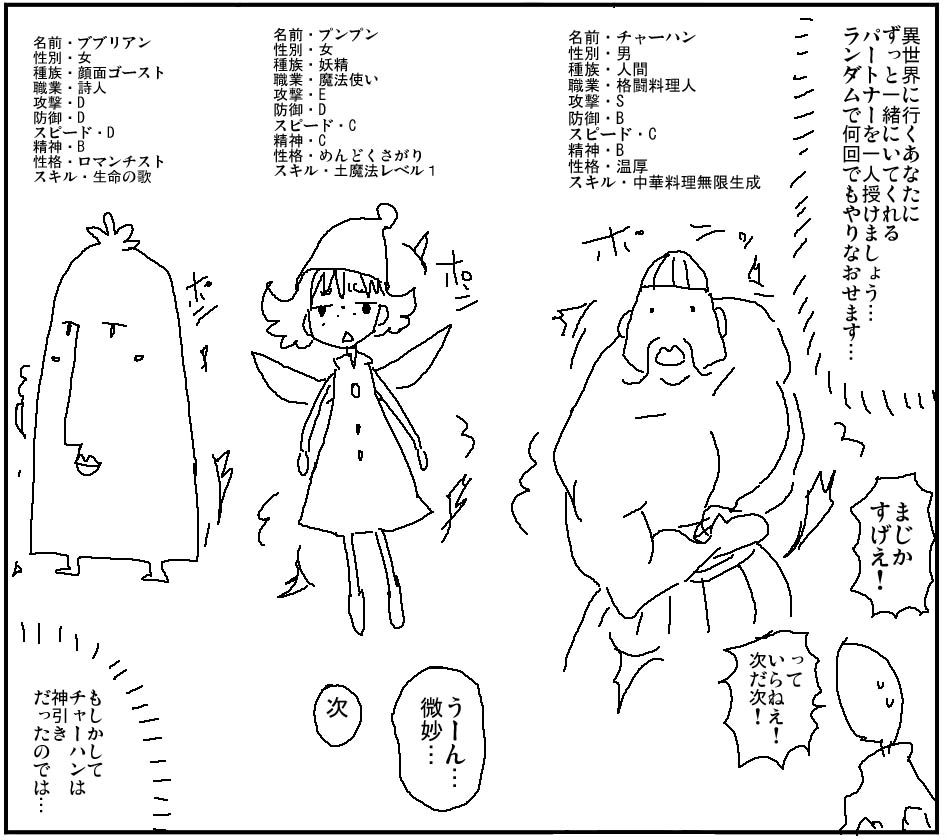 異世界に行くあなたに
ずっと一緒にいてくれる
パートナーを一人授けましょう…
ランダムで何回でもやりなおせます…
まじか
すげえ！
名前・チャーハン
性別・男
種族・人間
職業・格闘料理人
攻撃・S
防御・B
スピード・C
精神・B
性格・温厚
スキル・中華料理無限生成
ボンッ
って
いらねえ！
次だ次！
名前・ブンブン
性別・女
種族・妖精
職業・魔法使い
攻撃・E
防御・D
スピード・C
精神・C
性格・めんどくさがり
スキル・土魔法レベル１
ポン
うーん…
微妙…
次
名前・ブブリアン
性別・女
種族・顔面ゴースト
職業・詩人
攻撃・D
防御・D
スピード・D
精神・B
性格・ロマンチスト
スキル・生命の歌
ポン
もしかして
チャーハンは
神引き
だったのでは…